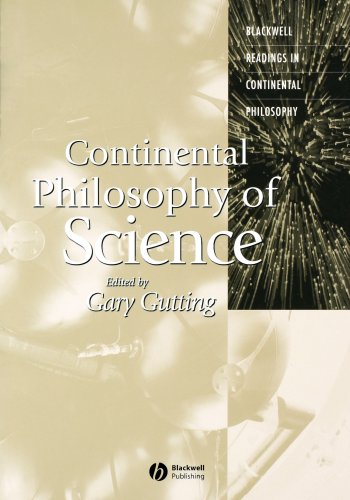 BLACKWELL
READINGS IN
CONTINENTAL
PHILOSOPHY
Continental
Philosophy of
Science
Edited by
Gary Gutting
Blackwell
Publishing